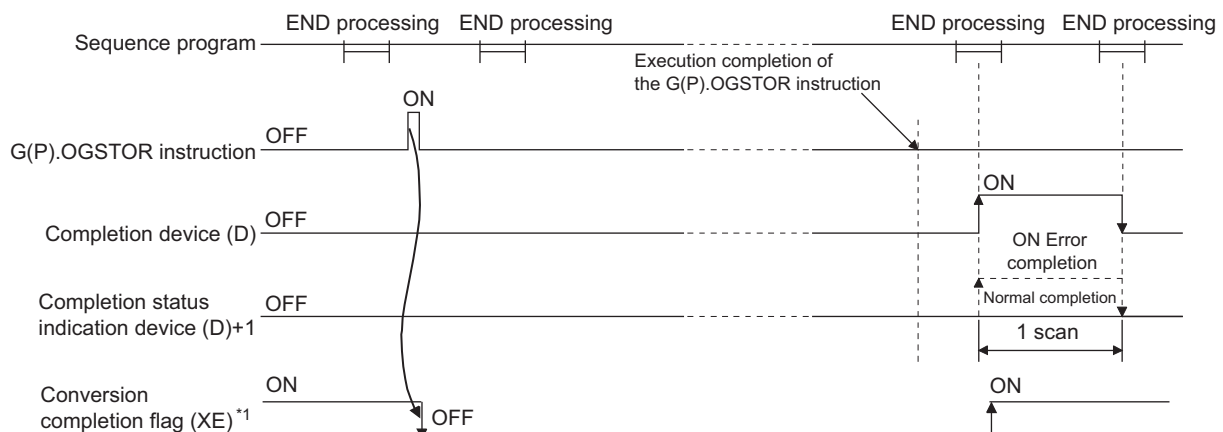 END processing
END processing
END processing
END processing
Sequence program
Execution completion of
the G(P).OGSTOR instruction
ON
OFF
G(P).OGSTOR instruction
ON
OFF
Completion device (D)
ON Error
completion
Completion status
indication device (D)+1
OFF
Normal completion
1 scan
Conversion
completion flag (XE) *1
ON
OFF
ON